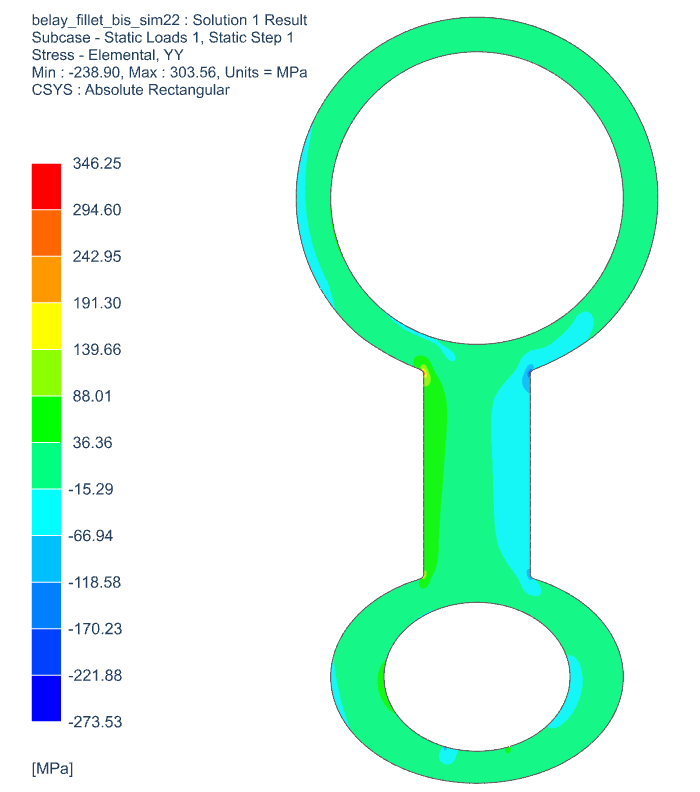 belay_fillet_bis_sim22 : Solution 1 Result
Subcase - Static Loads 1, Static Step 1
Stress - Elemental, YY
Min : -238.90, Max : 303.56, Units = MPa
CSYS : Absolute Rectangular
346.25
294.60
242.95
191.30
139.66
88.01
36.36
-15.29
-66.94
-118.58
-170.23
-221.88
-273.53
[MPa]